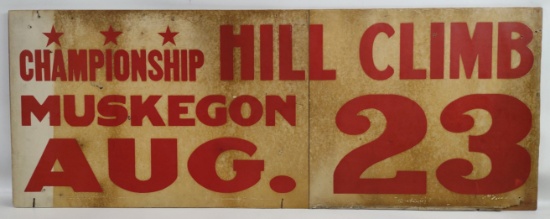 CHAMPIONSHIP HILL CLIMB
MUSKEGON
AUG. 23